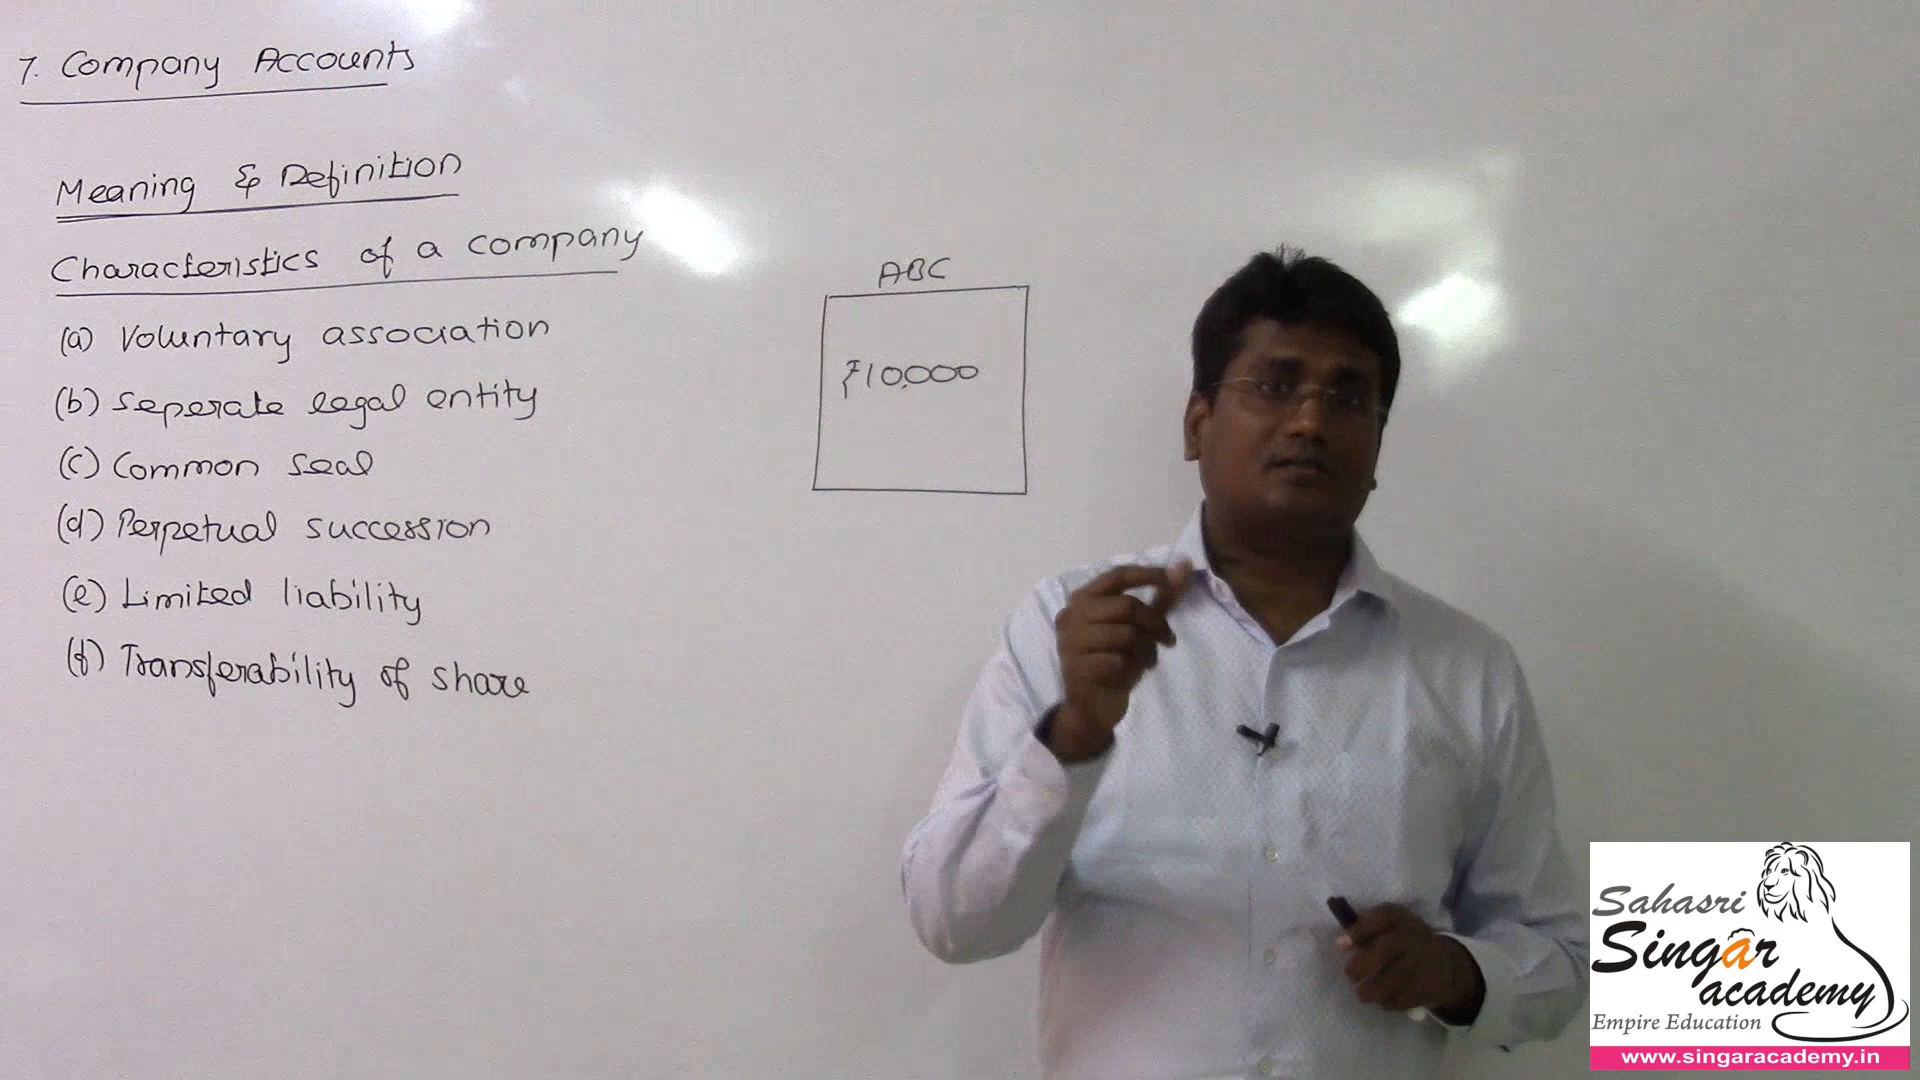 7. Company Accounts
Meaning & Definition
Characteristics of a company
(a) Voluntary association
(b) Seperate legal entity
(c) Common seal
(d) Perpetual succession
(e) Limited liability
(f) Transferability of share
ABC
₹10,000
Sahasri
Singar
academy
Empire Education
www.singaracademy.in